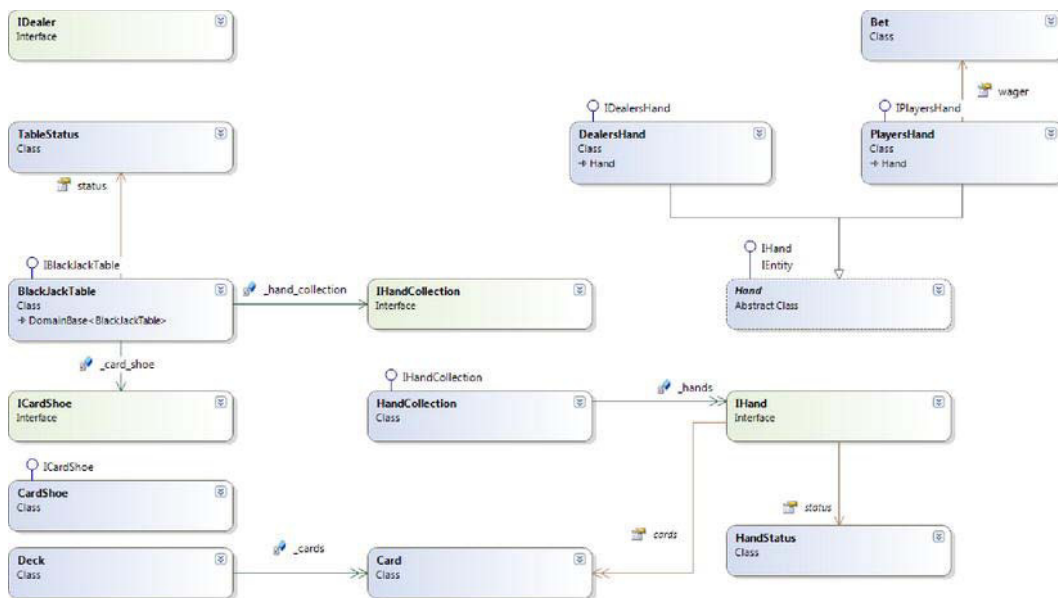 IDealer
Interface
Bet
Class
wager
IDealersHand
IPlayersHand
TableStatus
Class
DealersHand
Class
Hand
PlayersHand
Class
Hand
status
IBlackJackTable
IHand
IEntity
BlackJackTable
Class
DomainBase<BlackJackTable>
_hand_collection
IHandCollection
Interface
Hand
Abstract Class
_card_shoe
IHandCollection
_hands
ICardShoe
Interface
HandCollection
Class
IHand
Interface
ICardShoe
CardShoe
Class
status
cards
_cards
Deck
Class
Card
Class
HandStatus
Class